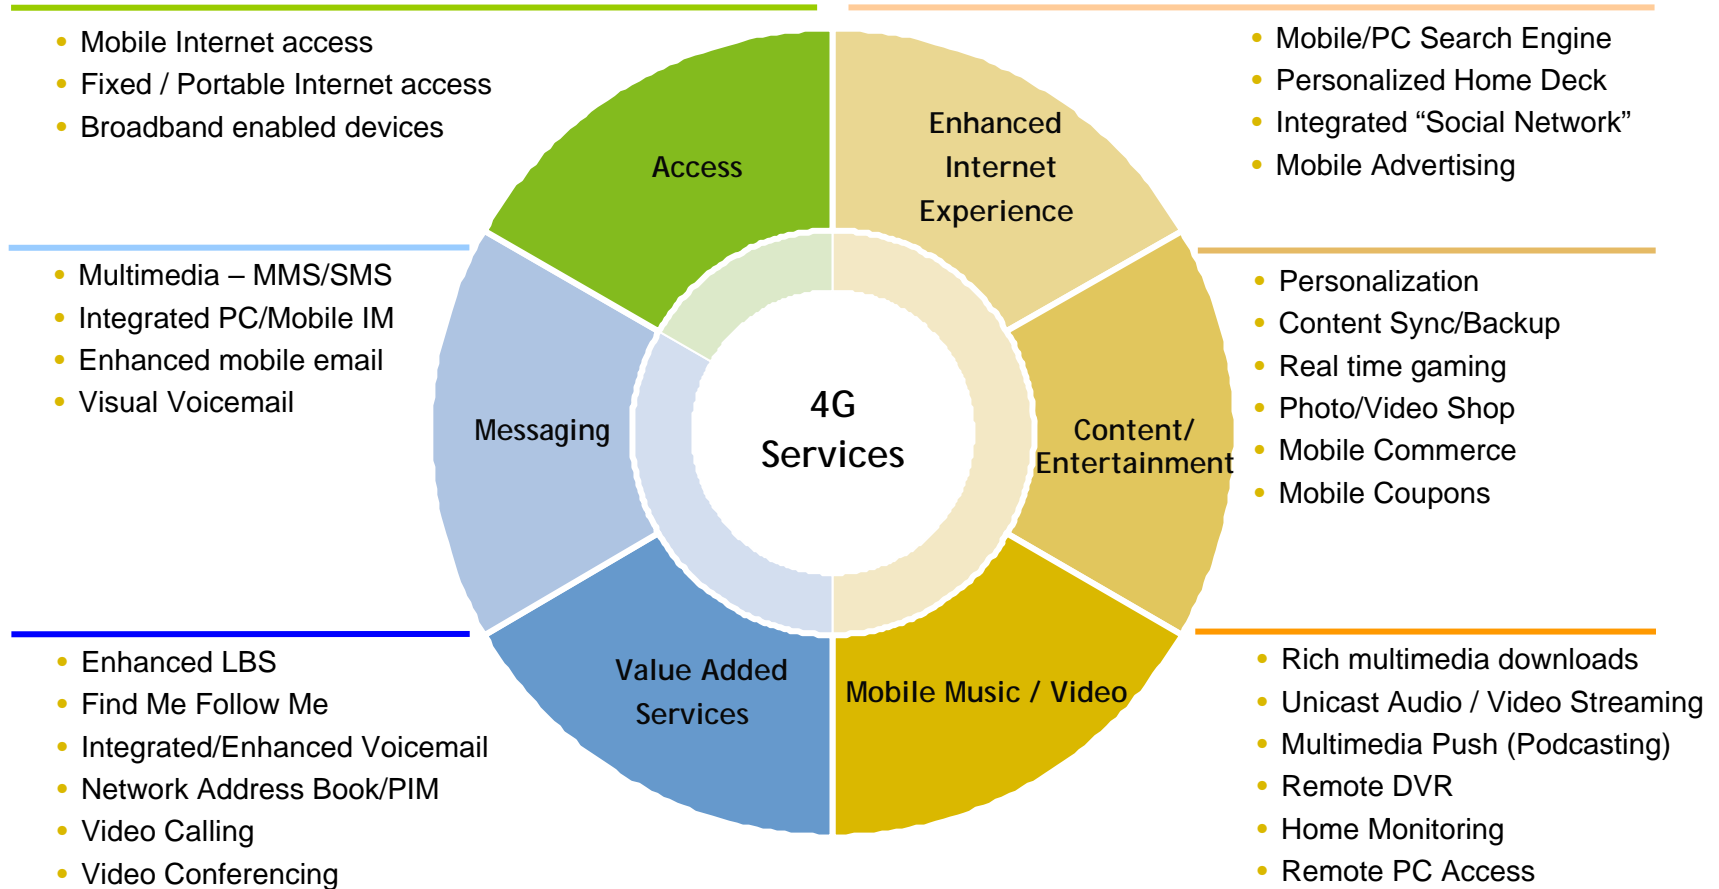 • Mobile Internet access
• Fixed / Portable Internet access
• Broadband enabled devices
Access
Enhanced
Internet
Experience
• Mobile/PC Search Engine
• Personalized Home Deck
• Integrated “Social Network”
• Mobile Advertising
• Multimedia – MMS/SMS
• Integrated PC/Mobile IM
• Enhanced mobile email
• Visual Voicemail
Messaging
4G
Services
Content/
Entertainment
• Personalization
• Content Sync/Backup
• Real time gaming
• Photo/Video Shop
• Mobile Commerce
• Mobile Coupons
• Enhanced LBS
• Find Me Follow Me
• Integrated/Enhanced Voicemail
• Network Address Book/PIM
• Video Calling
• Video Conferencing
Value Added
Services
Mobile Music / Video
• Rich multimedia downloads
• Unicast Audio / Video Streaming
• Multimedia Push (Podcasting)
• Remote DVR
• Home Monitoring
• Remote PC Access